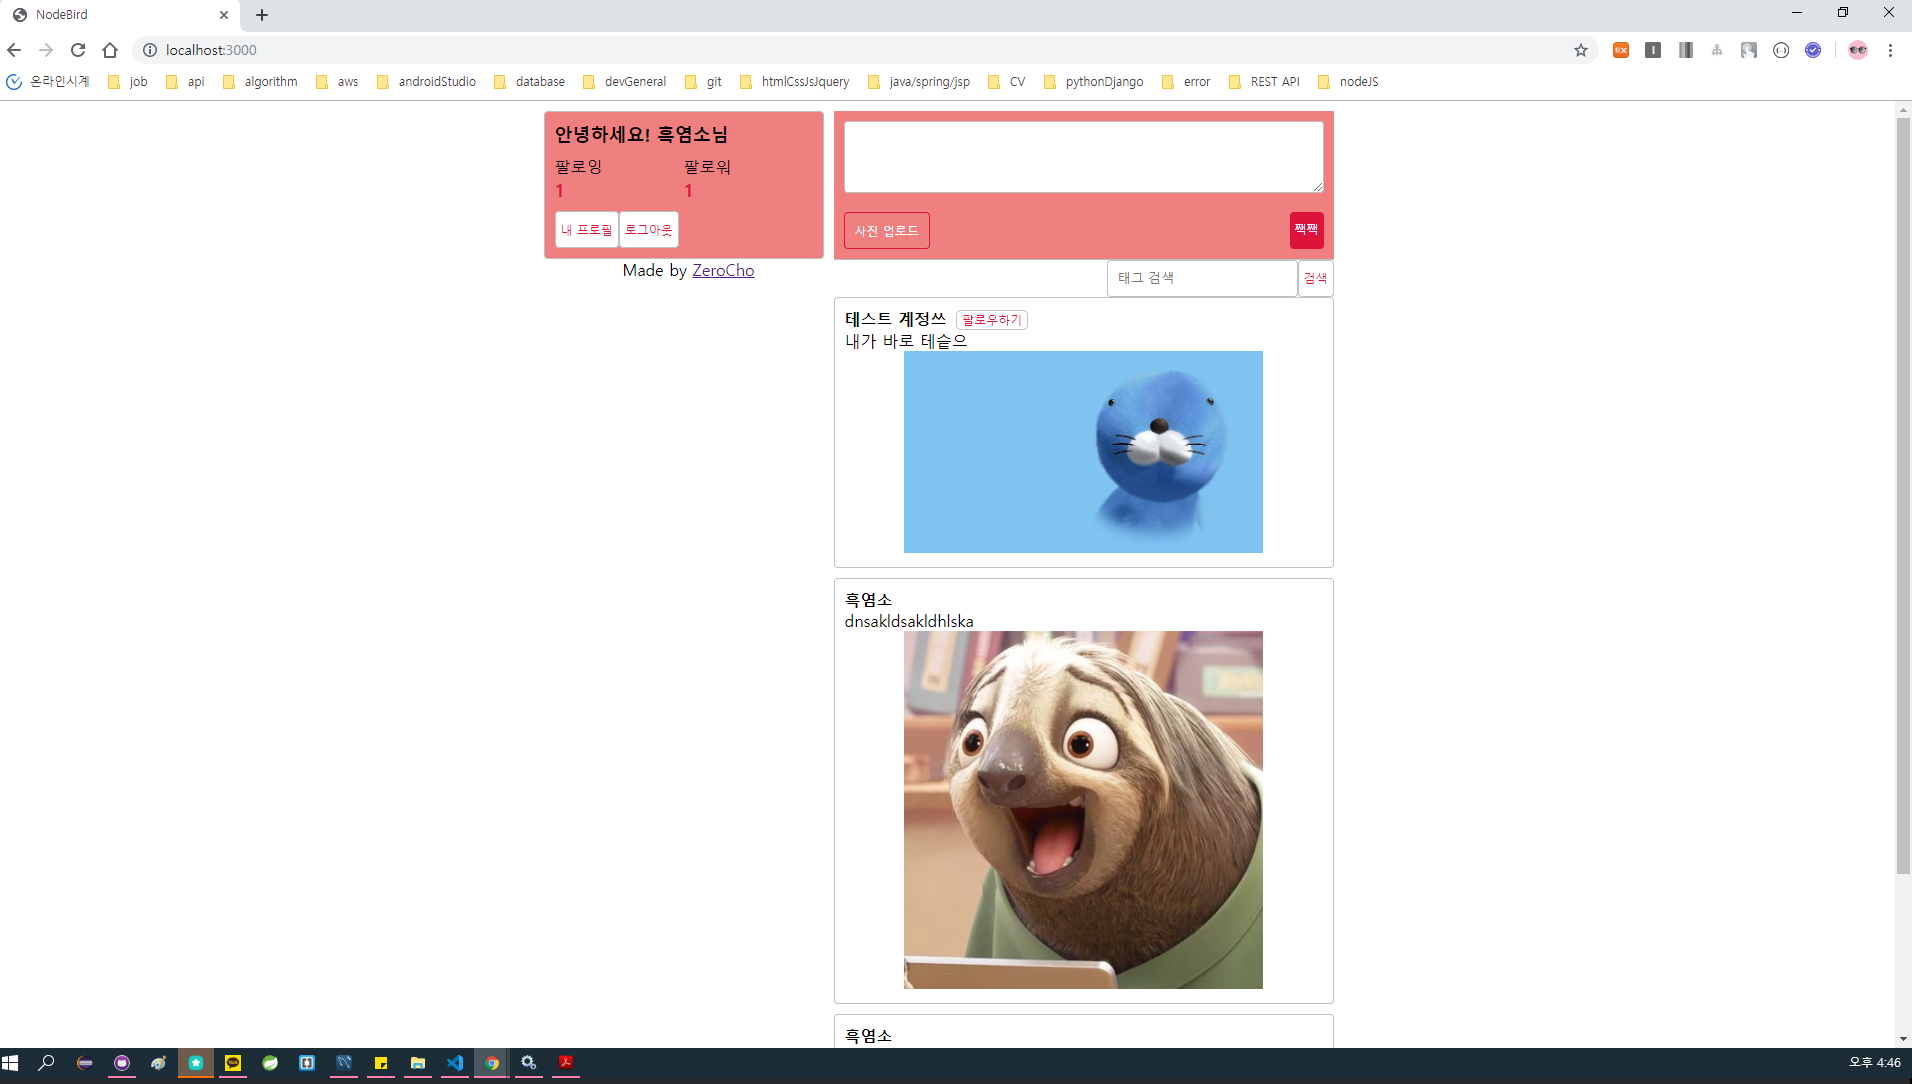 NodeBird
localhost:3000
온라인시계 job api algorithm aws androidStudio database devGeneral git htmlCssJsJquery java/spring/jsp CV pythonDjango error REST API nodeJS
안녕하세요! 흑염소님
팔로잉 팔로워
1 1
내 프로필 로그아웃
Made by ZeroCho
사진 업로드 짹짹
태그 검색 검색
테스트 계정쓰 팔로우하기
내가 바로 테슽으
흑염소
dnsakldsakldhlska
흑염소
오후 4:46